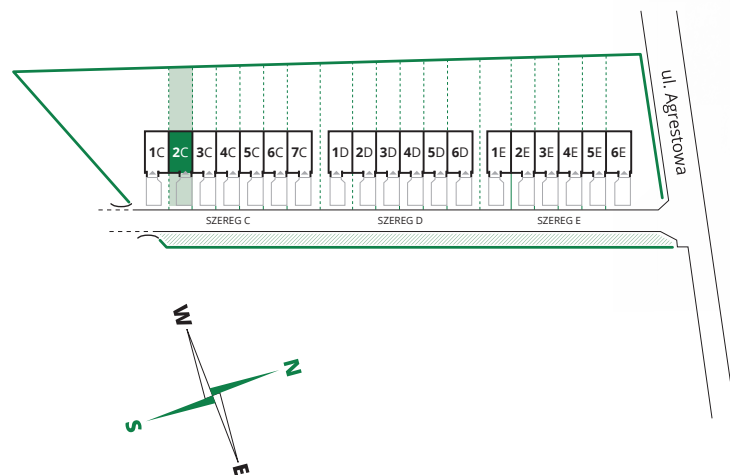 ul. Agrestowa
1C 2C 3C 4C 5C 6C 7C 1D 2D 3D 4D 5D 6D 1E 2E 3E 4E 5E 6E
SZEREG C SZEREG D SZEREG E
W
N
S
E